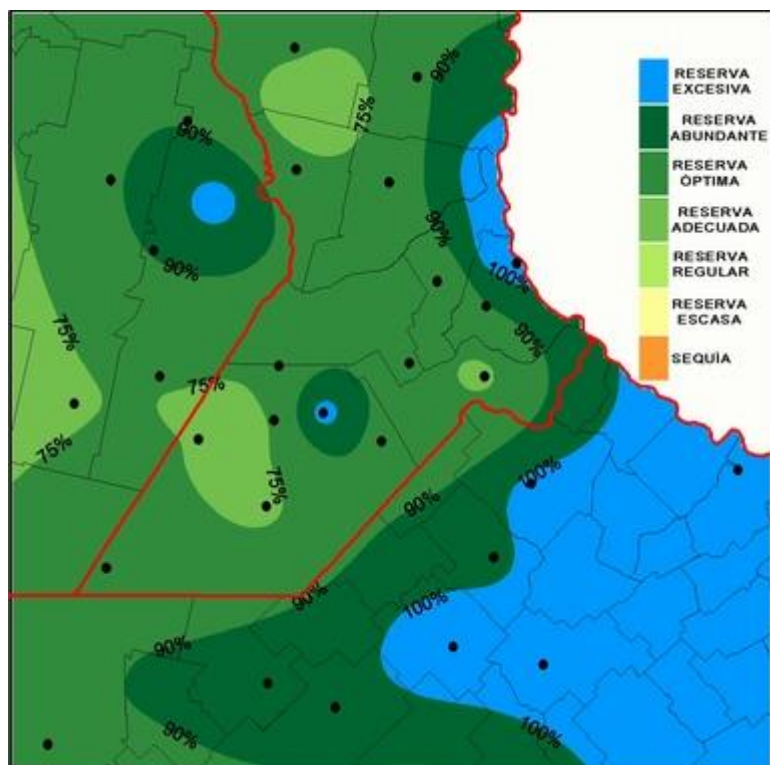 RESERVA
EXCESIVA
RESERVA
ABUNDANTE
RESERVA
ÓPTIMA
RESERVA
ADECUADA
RESERVA
REGULAR
RESERVA
ESCASA
SEQUÌA
90%
75%
90%
90%
90%
100%
75%
90%
75%
75%
75%
100%
90%
90%
100%
90%
90%
100%